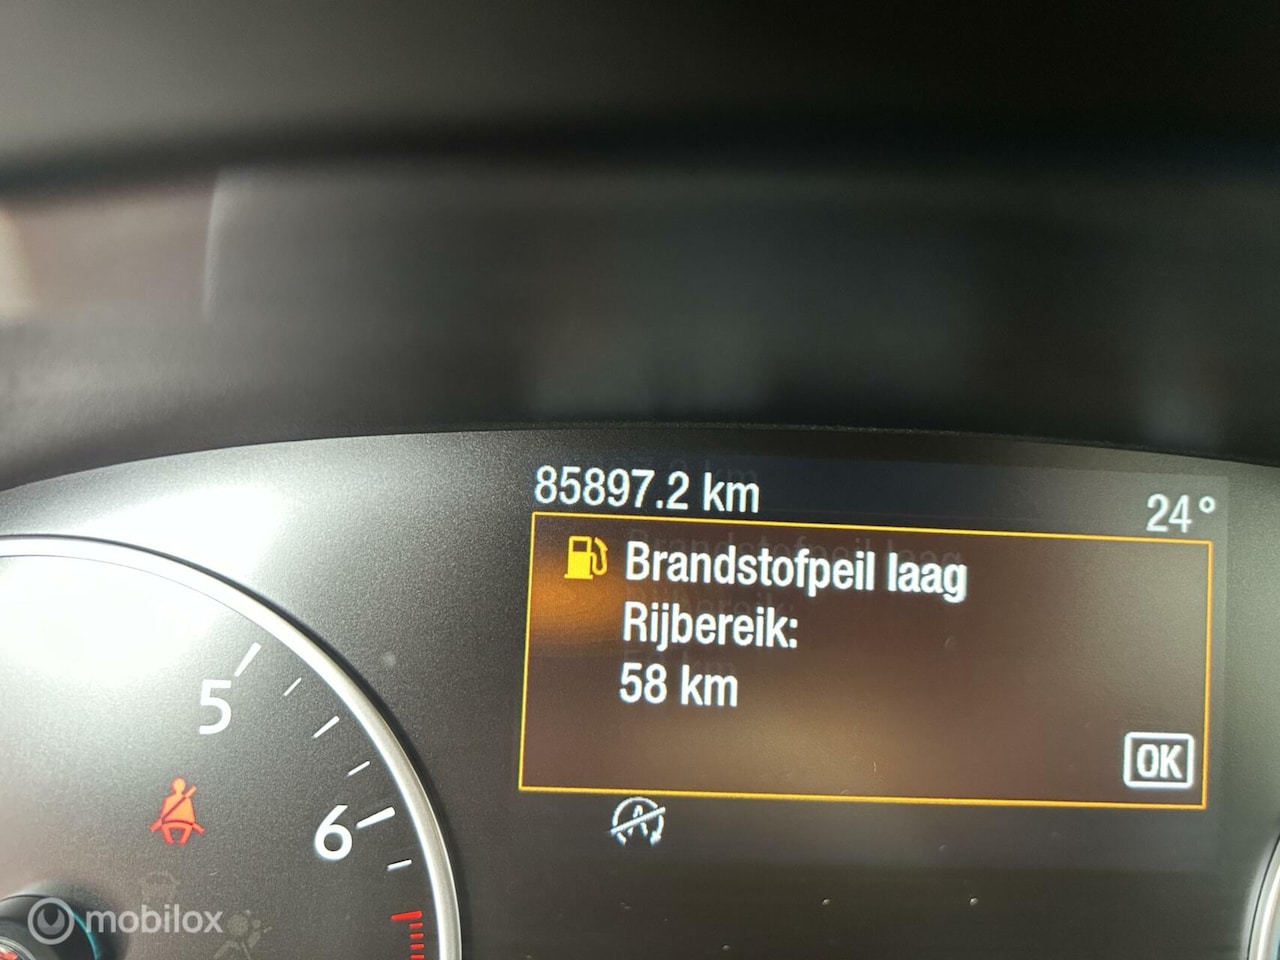 85897.2 km
24°
Brandstofpeil laag
Rijbereik:
58 km
OK
5
6
A
mobilox